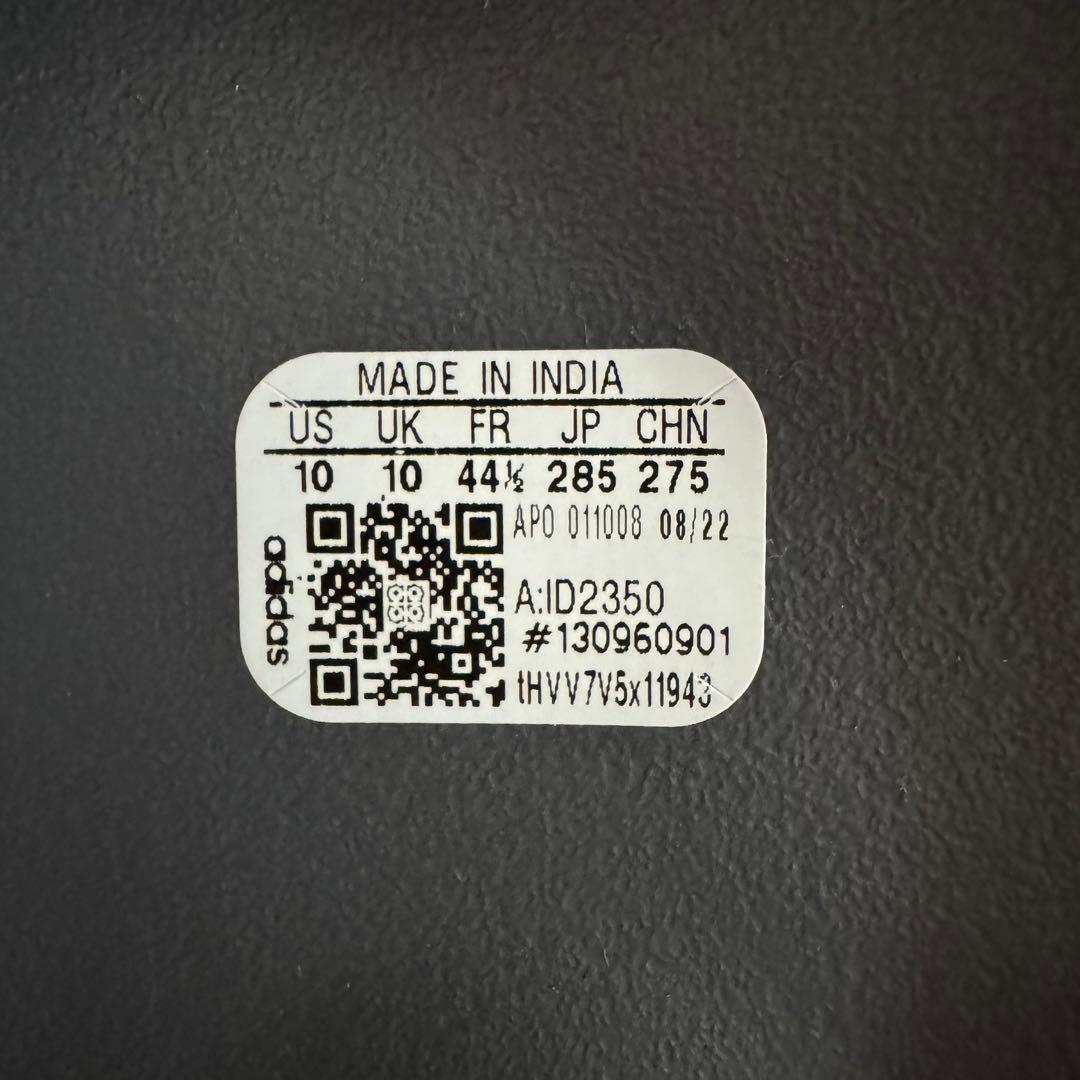 MADE IN INDIA
US UK FR JP CHN
10 10 44½ 285 275
APO 011008 08/22
A:ID2350
#130960901
tHVV7V5x11943
adidas